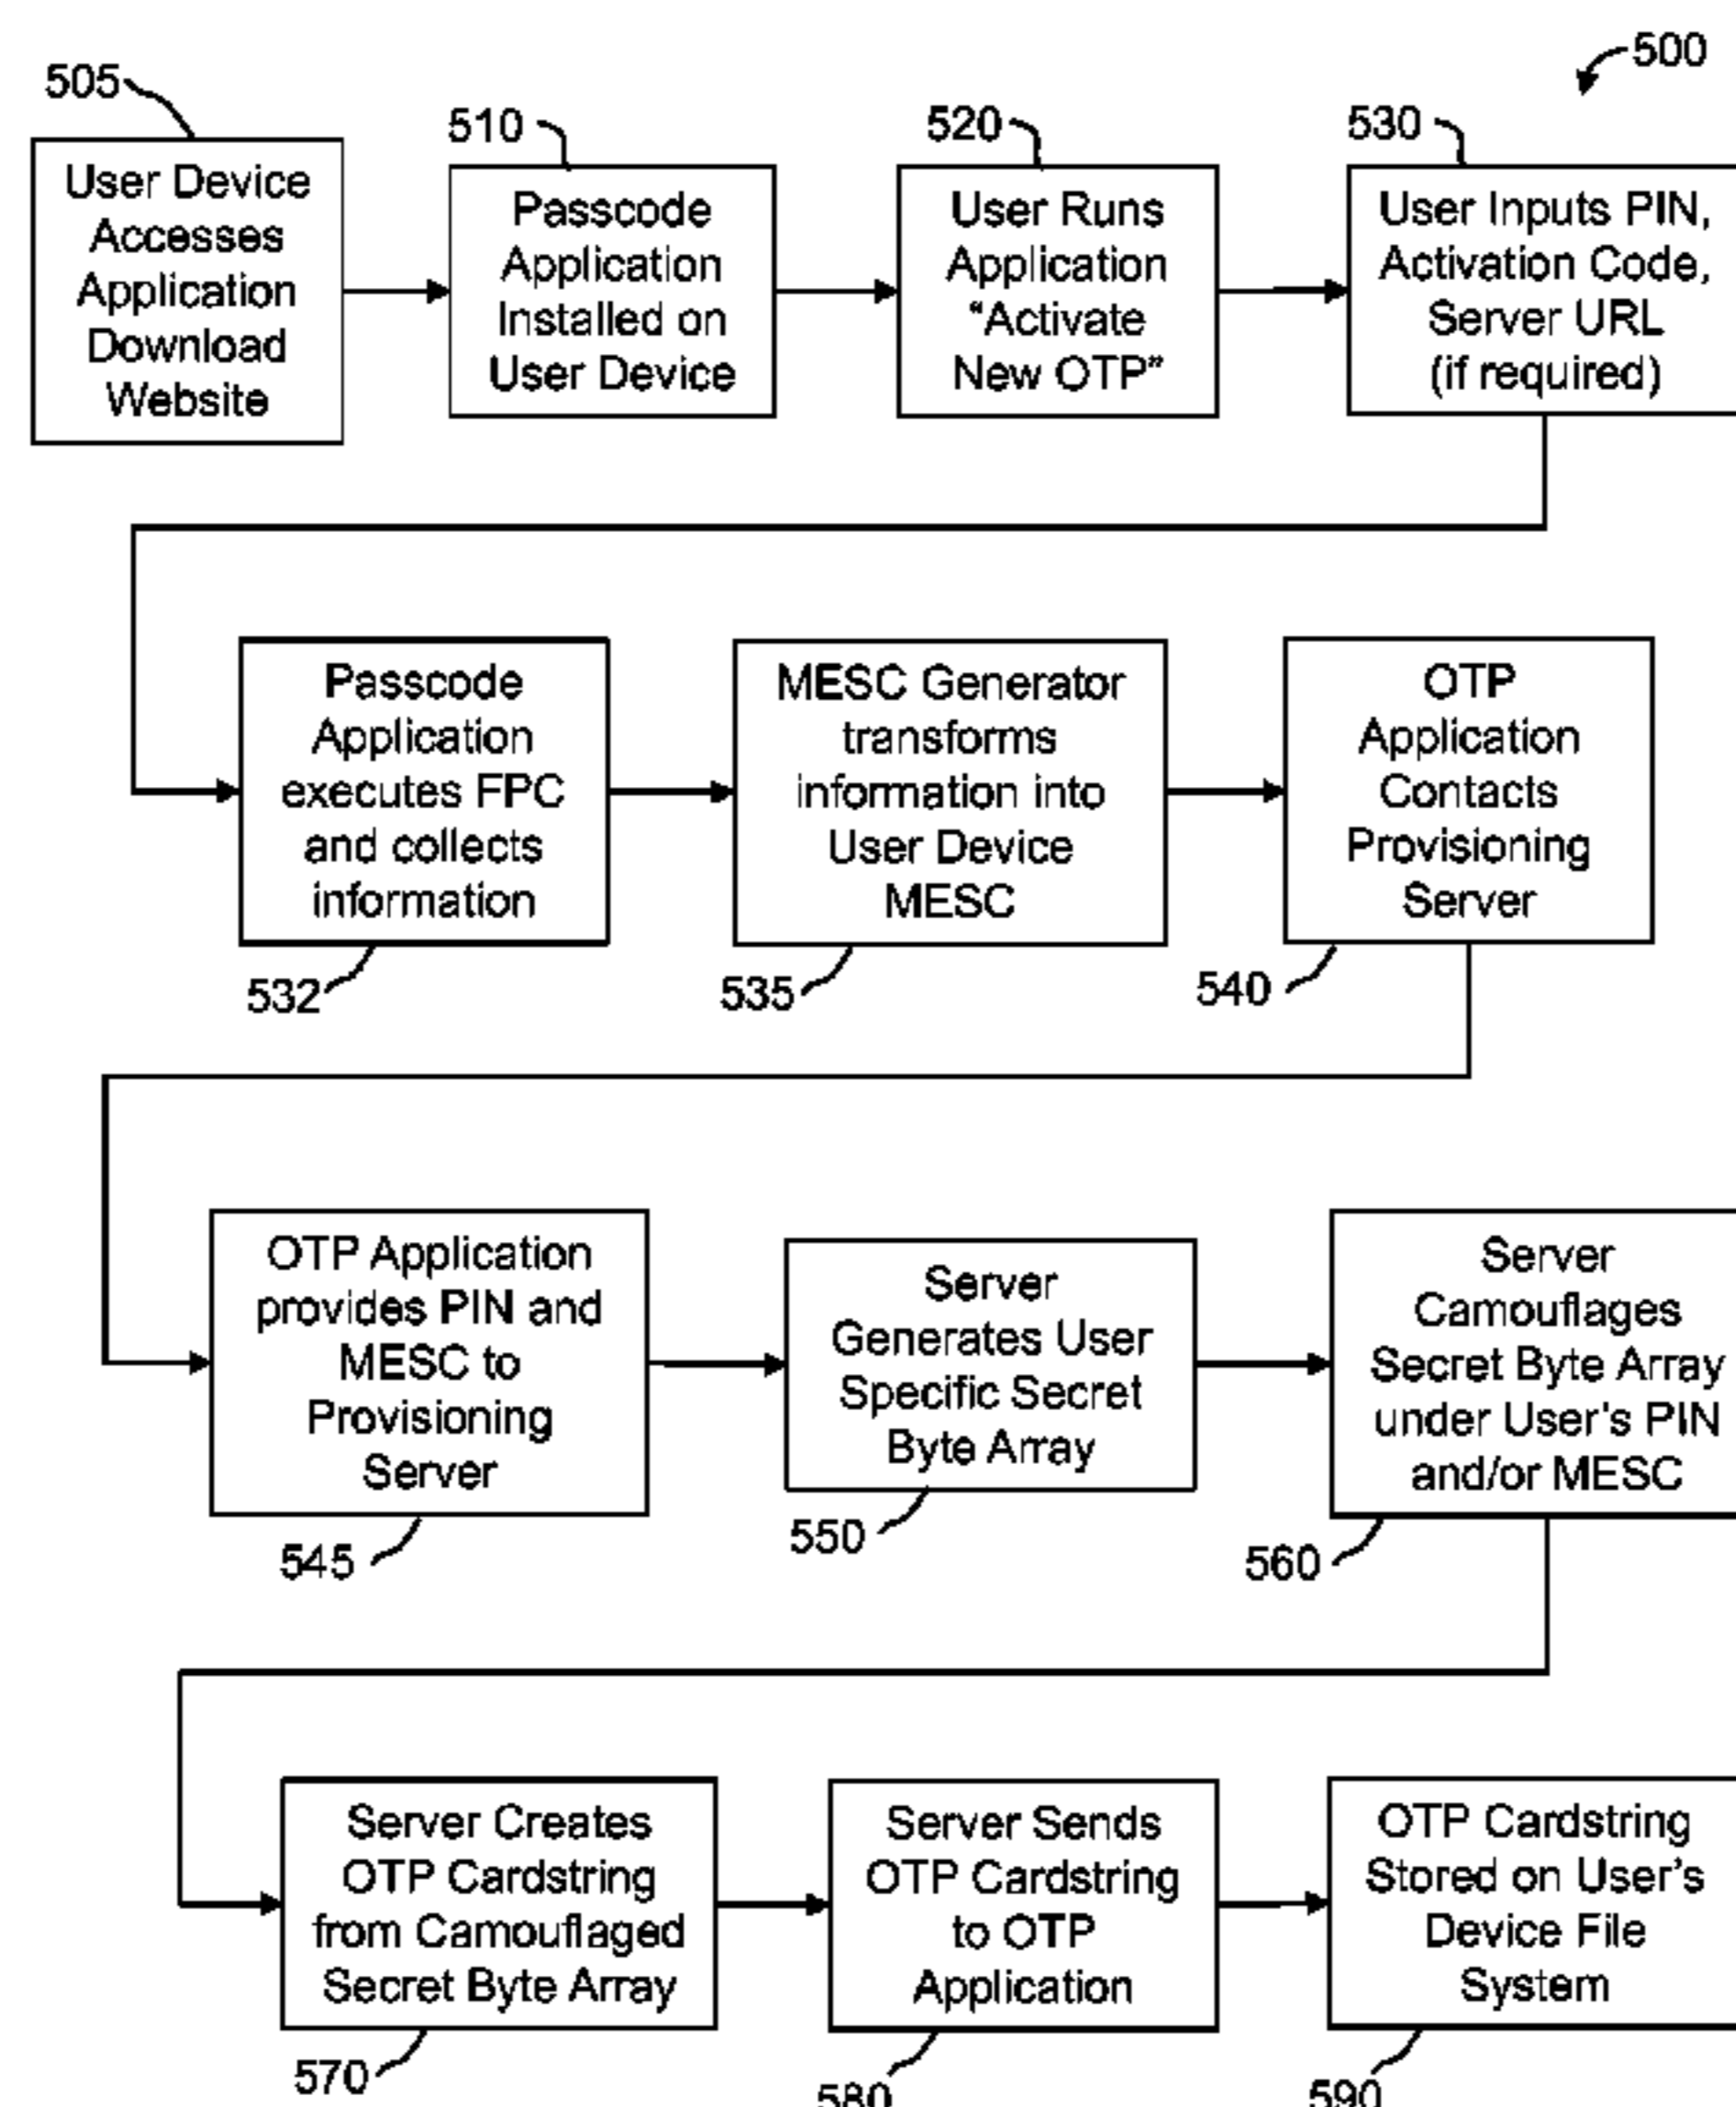 500
505
User Device
Accesses
Application
Download
Website
510
Passcode
Application
Installed on
User Device
520
User Runs
Application
“Activate
New OTP”
530
User Inputs PIN,
Activation Code,
Server URL
(if required)
Passcode
Application
executes FPC
and collects
information
532
MESC Generator
transforms
information into
User Device
MESC
535
OTP
Application
Contacts
Provisioning
Server
540
OTP Application
provides PIN and
MESC to
Provisioning
Server
545
Server
Generates User
Specific Secret
Byte Array
550
Server
Camouflages
Secret Byte Array
under User's PIN
and/or MESC
560
Server Creates
OTP Cardstring
from Camouflaged
Secret Byte Array
570
Server Sends
OTP Cardstring
to OTP
Application
580
OTP Cardstring
Stored on User's
Device File
System
590